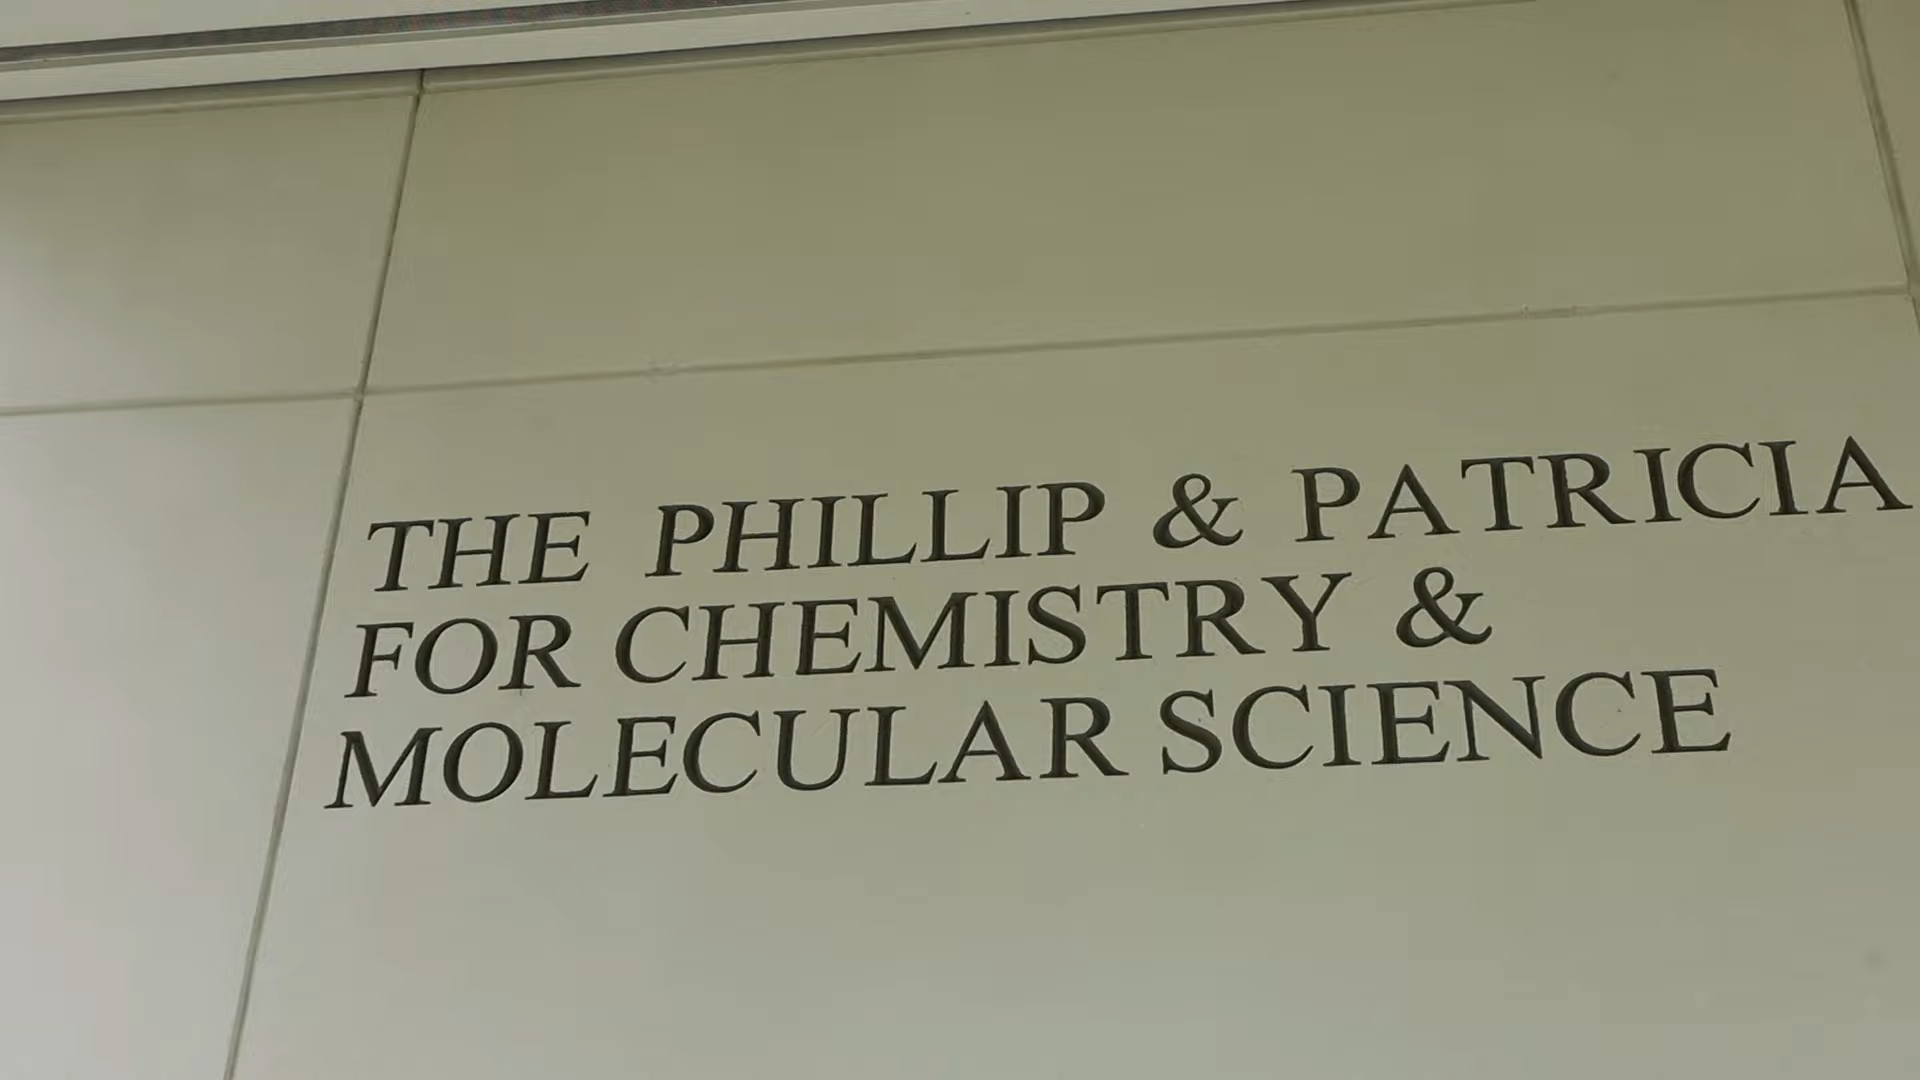 THE PHILLIP & PATRICIA
FOR CHEMISTRY &
MOLECULAR SCIENCE